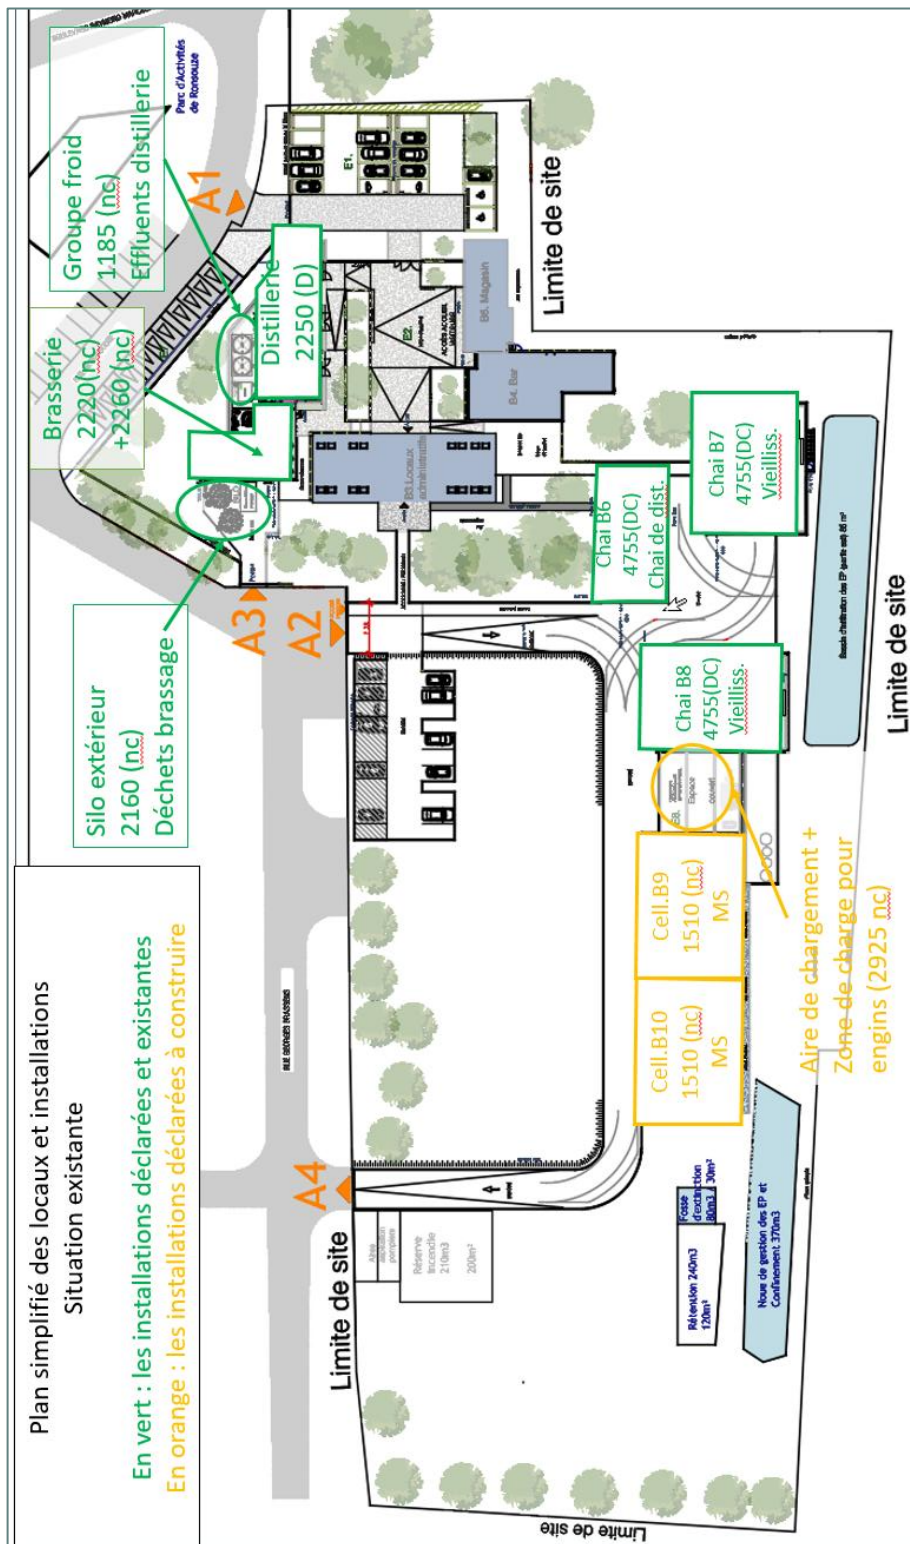 Plan simplifié des locaux et installations
Situation existante
En vert : les installations déclarées et existantes
En orange : les installations déclarées à construire
Silo extérieur
2160 (nc)
Déchets brassage
Brasserie
2220(nc)
+2260 (nc)
Groupe froid
1185 (nc)
Effluents distillerie
Parc d'Activités
de Ronsouze
A1
A2
A3
A4
RUE GEORGES BRASSENS
Distillerie
2250 (D)
E1.
E2.
B5. Magasin
B4. Bar
B3.Locaux
administratifs
Chai B6
4755(DC)
Chai de dist.
Chai B7
4755(DC)
Vieilliss.
Chai B8
4755(DC)
Vieilliss.
Espace
couvert
Cell.B9
1510 (nc)
MS
Cell.B10
1510 (nc)
MS
Aire de chargement +
Zone de charge pour
engins (2925 nc)
Limite de site
Limite de site
Limite de site
Limite de site
Réserve
Incendie
210m3
200m²
Rétention 240m3
120m²
Fosse
d'extinction
80m3 / 30m²
Noue de gestion des EP et
Confinement 370m3